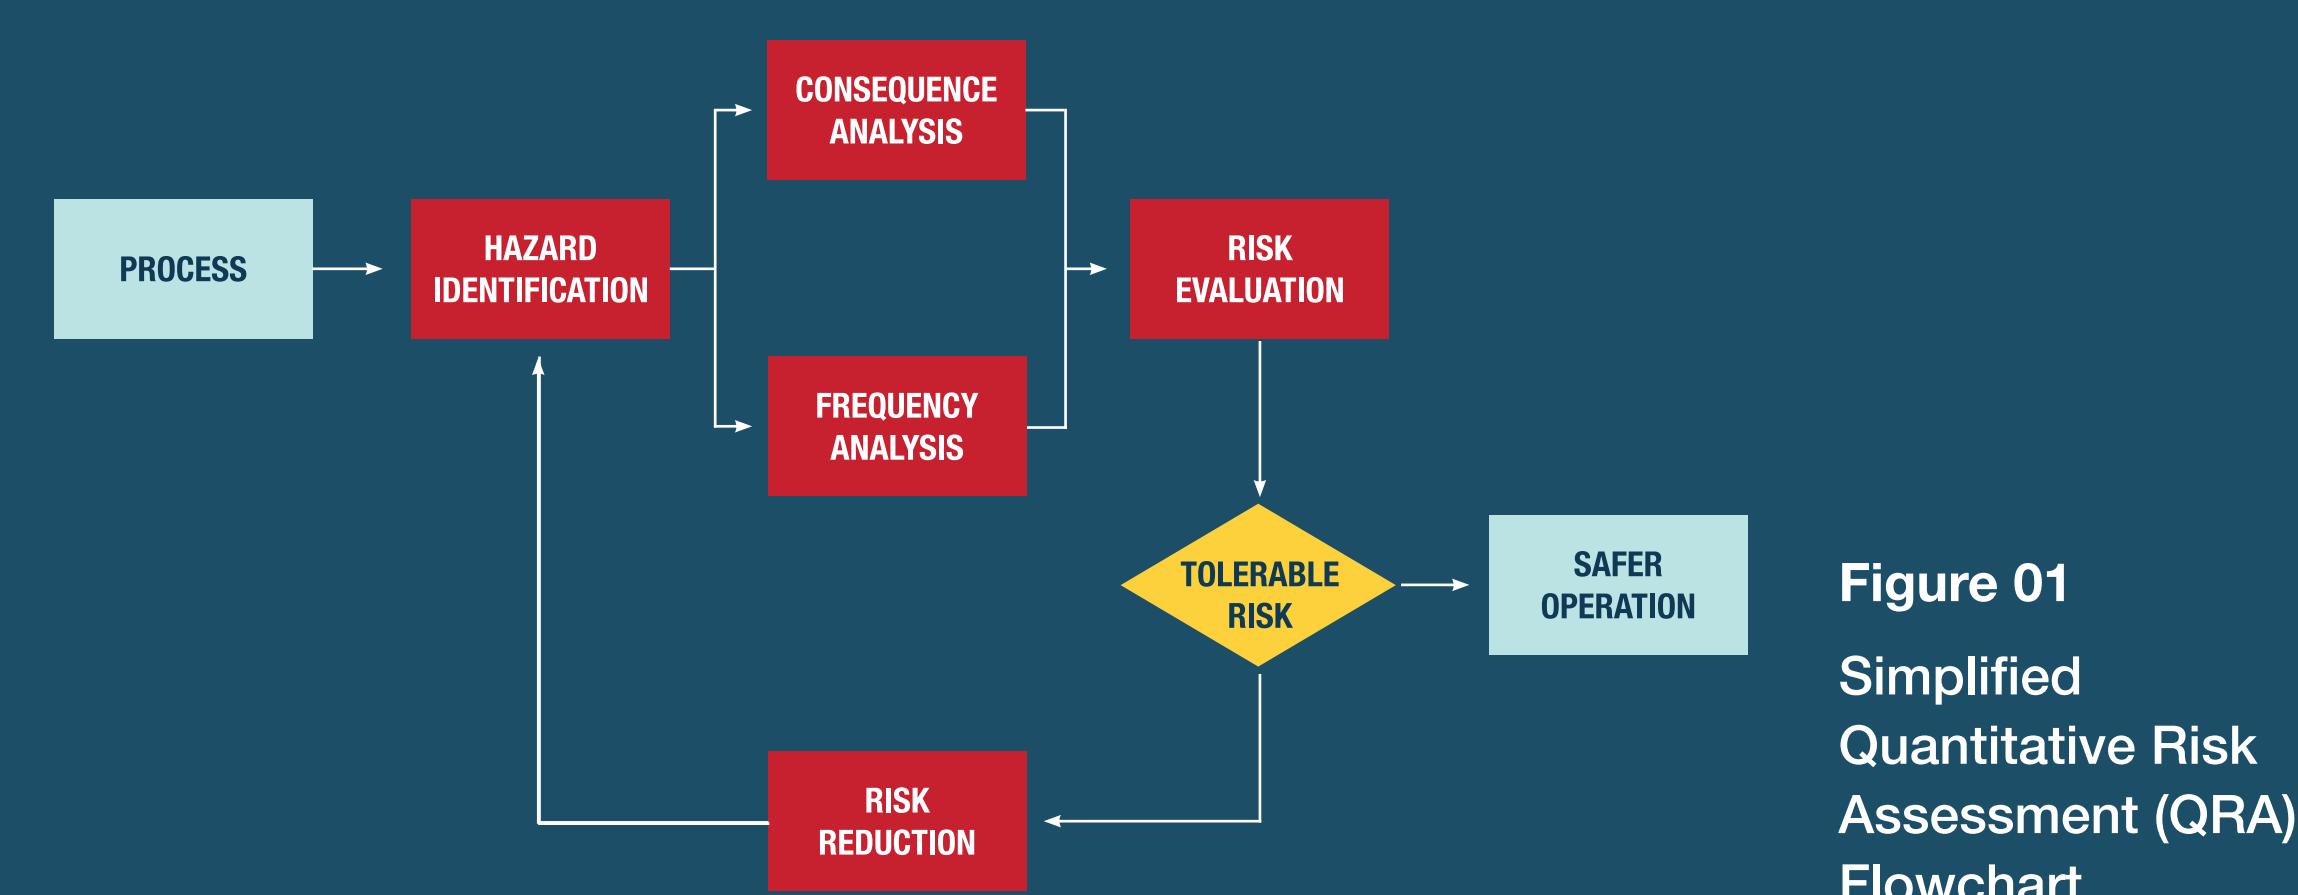 CONSEQUENCE
ANALYSIS
PROCESS
HAZARD
IDENTIFICATION
RISK
EVALUATION
FREQUENCY
ANALYSIS
TOLERABLE
RISK
SAFER
OPERATION
RISK
REDUCTION
Figure 01
Simplified
Quantitative Risk
Assessment (QRA)
Flowchart